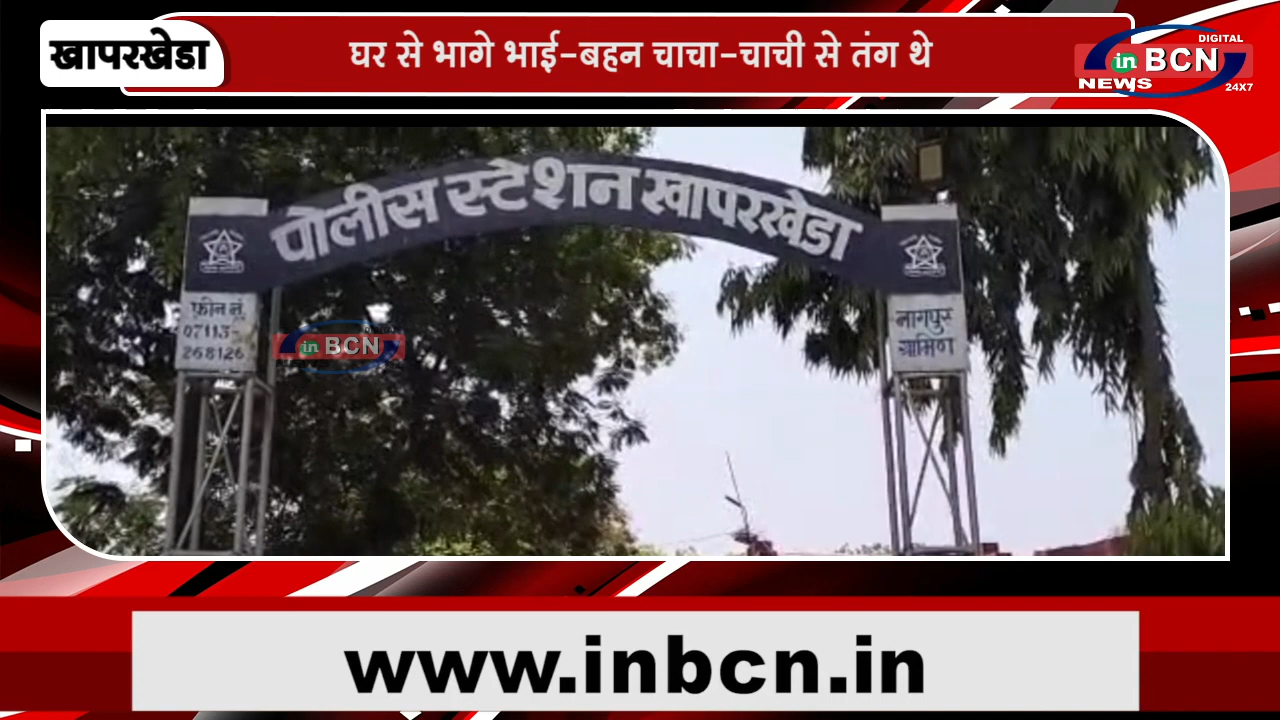 खापरखेडा
घर से भागे भाई-बहन चाचा-चाची से तंग थे
DIGITAL
in BCN
NEWS
24X7
पोलीस स्टेशन खापरखेडा
फ़ोन नं.
07113-
268126
in BCN
नागपुर
ग्रामिण
www.inbcn.in